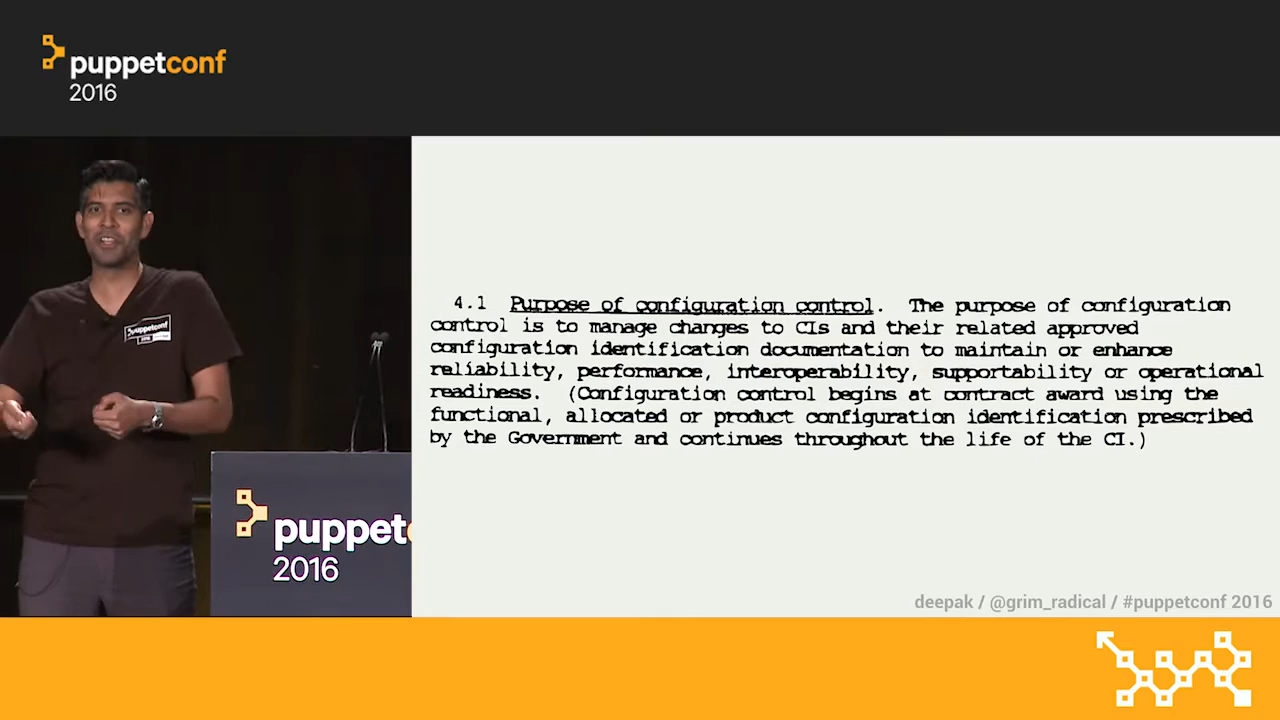 puppetconf
2016
puppetconf
2016
puppetc
2016
4.1 Purpose of configuration control. The purpose of configuration
control is to manage changes to CIs and their related approved
configuration identification documentation to maintain or enhance
reliability, performance, interoperability, supportability or operational
readiness. (Configuration control begins at contract award using the
functional, allocated or product configuration identification prescribed
by the Government and continues throughout the life of the CI.)
deepak / @grim_radical / #puppetconf 2016